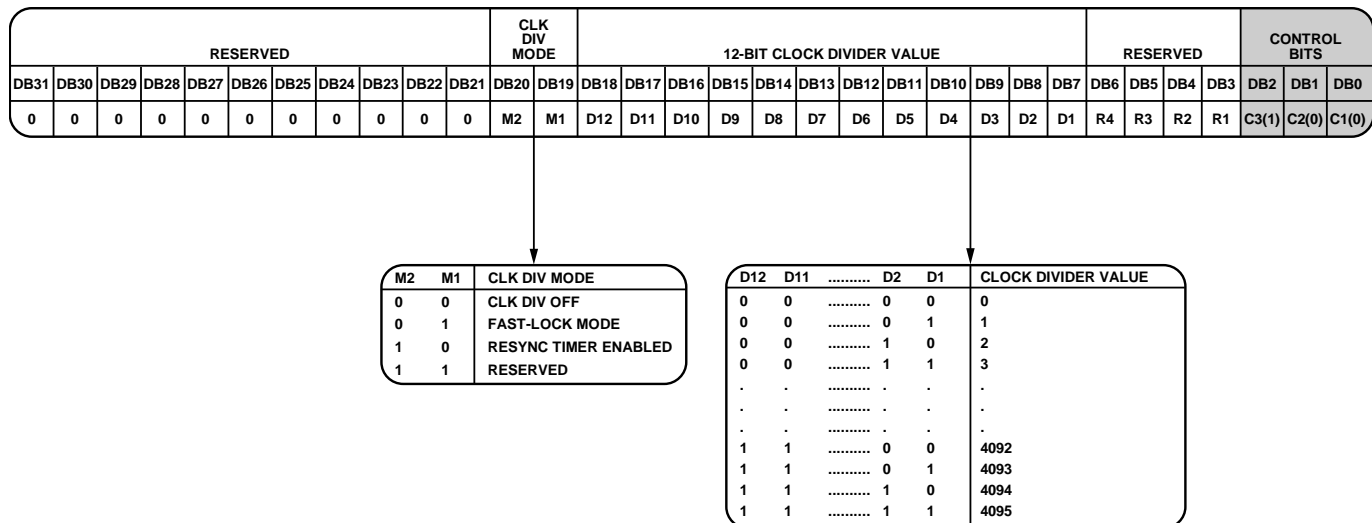 RESERVED CLK DIV MODE 12-BIT CLOCK DIVIDER VALUE RESERVED CONTROL BITS
DB31 DB30 DB29 DB28 DB27 DB26 DB25 DB24 DB23 DB22 DB21 DB20 DB19 DB18 DB17 DB16 DB15 DB14 DB13 DB12 DB11 DB10 DB9 DB8 DB7 DB6 DB5 DB4 DB3 DB2 DB1 DB0
0 0 0 0 0 0 0 0 0 0 0 M2 M1 D12 D11 D10 D9 D8 D7 D6 D5 D4 D3 D2 D1 R4 R3 R2 R1 C3(1) C2(0) C1(0)
M2 M1 CLK DIV MODE
0 0 CLK DIV OFF
0 1 FAST-LOCK MODE
1 0 RESYNC TIMER ENABLED
1 1 RESERVED
D12 D11 .......... D2 D1 CLOCK DIVIDER VALUE
0 0 .......... 0 0 0
0 0 .......... 0 1 1
0 0 .......... 1 0 2
0 0 .......... 1 1 3
. . .......... . . .
. . .......... . . .
. . .......... . . .
1 1 .......... 0 0 4092
1 1 .......... 0 1 4093
1 1 .......... 1 0 4094
1 1 .......... 1 1 4095